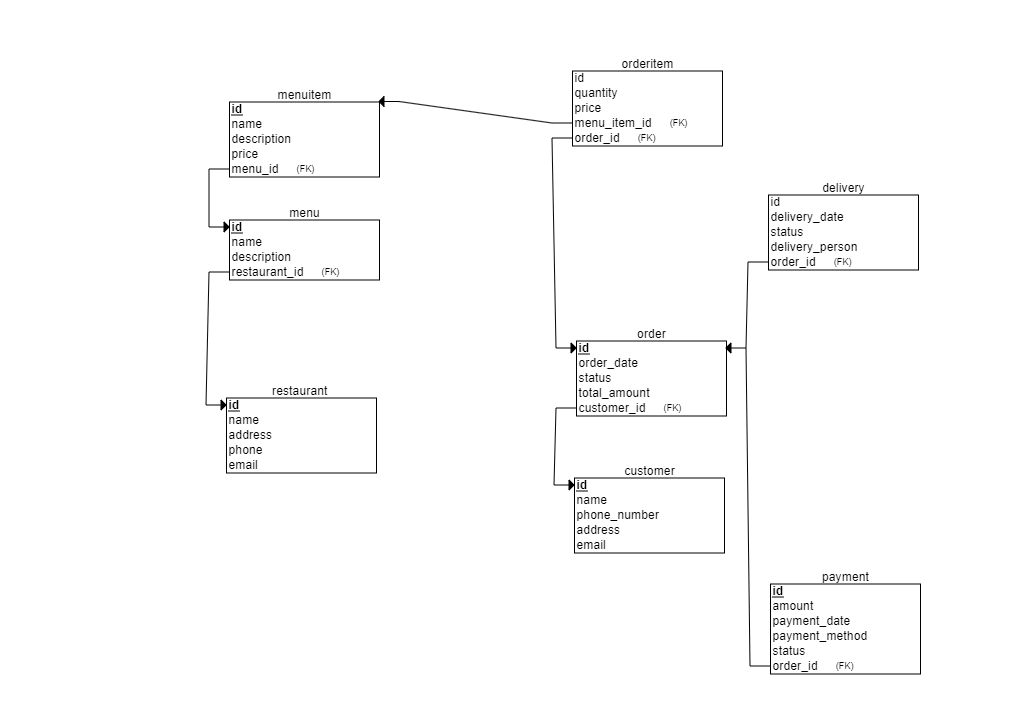 menuitem
id
name
description
price
menu_id (FK)
menu
id
name
description
restaurant_id (FK)
restaurant
id
name
address
phone
email
orderitem
id
quantity
price
menu_item_id (FK)
order_id (FK)
order
id
order_date
status
total_amount
customer_id (FK)
customer
id
name
phone_number
address
email
delivery
id
delivery_date
status
delivery_person
order_id (FK)
payment
id
amount
payment_date
payment_method
status
order_id (FK)